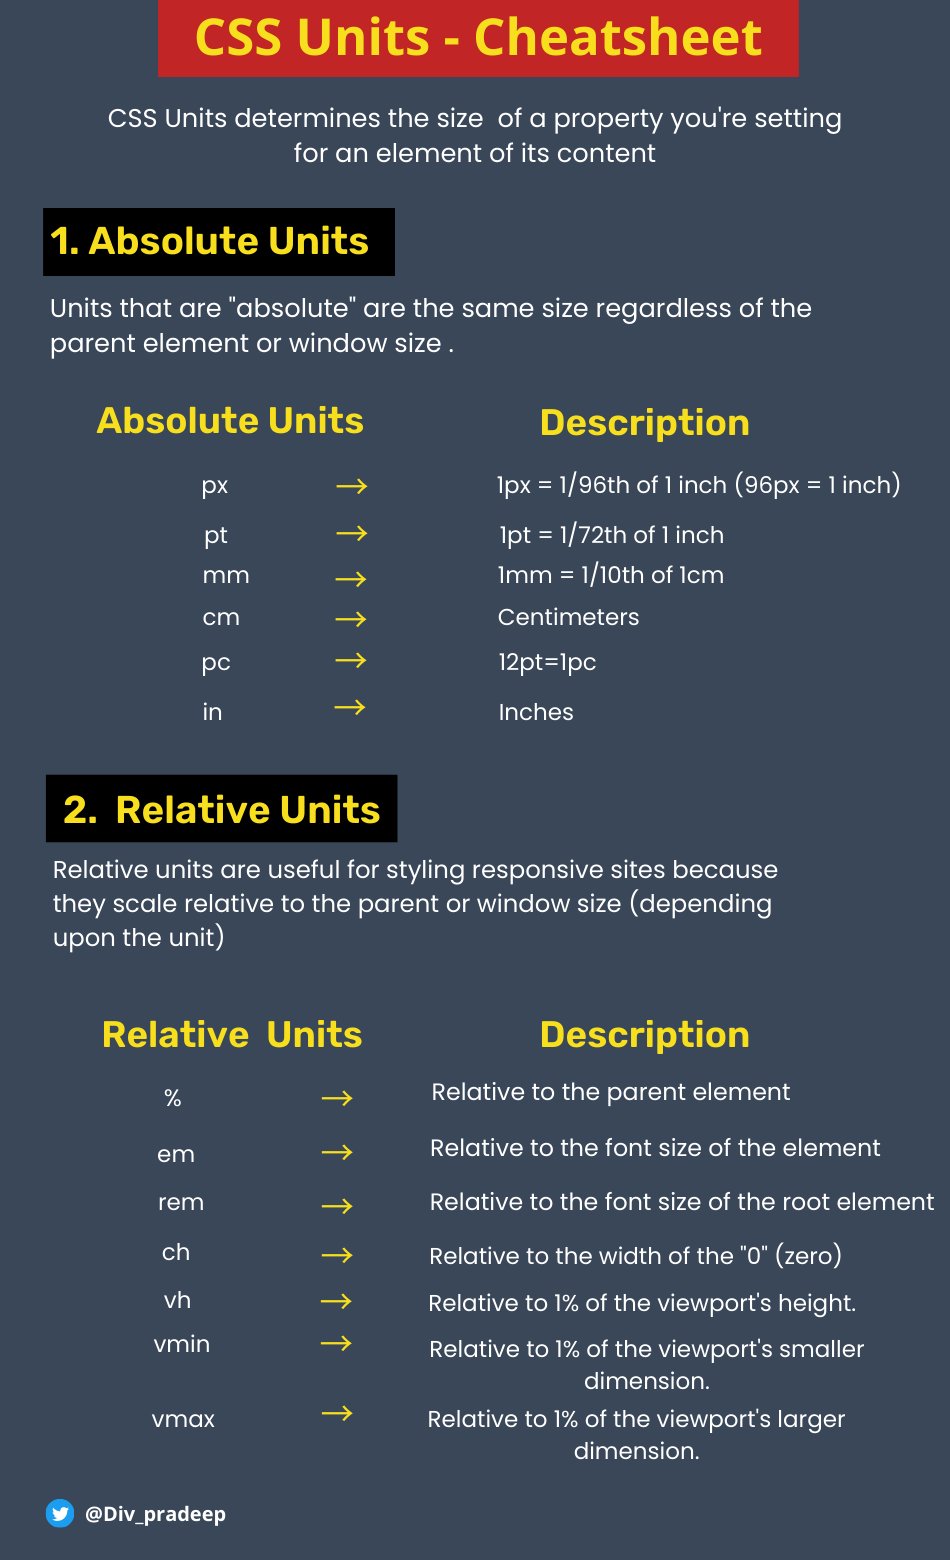 CSS Units - Cheatsheet
CSS Units determines the size of a property you're setting
for an element of its content
1. Absolute Units
Units that are "absolute" are the same size regardless of the
parent element or window size .
Absolute Units Description
px → 1px = 1/96th of 1 inch (96px = 1 inch)
pt → 1pt = 1/72th of 1 inch
mm → 1mm = 1/10th of 1cm
cm → Centimeters
pc → 12pt=1pc
in → Inches
2. Relative Units
Relative units are useful for styling responsive sites because
they scale relative to the parent or window size (depending
upon the unit)
Relative Units Description
% → Relative to the parent element
em → Relative to the font size of the element
rem → Relative to the font size of the root element
ch → Relative to the width of the "0" (zero)
vh → Relative to 1% of the viewport's height.
vmin → Relative to 1% of the viewport's smaller
dimension.
vmax → Relative to 1% of the viewport's larger
dimension.
@Div_pradeep